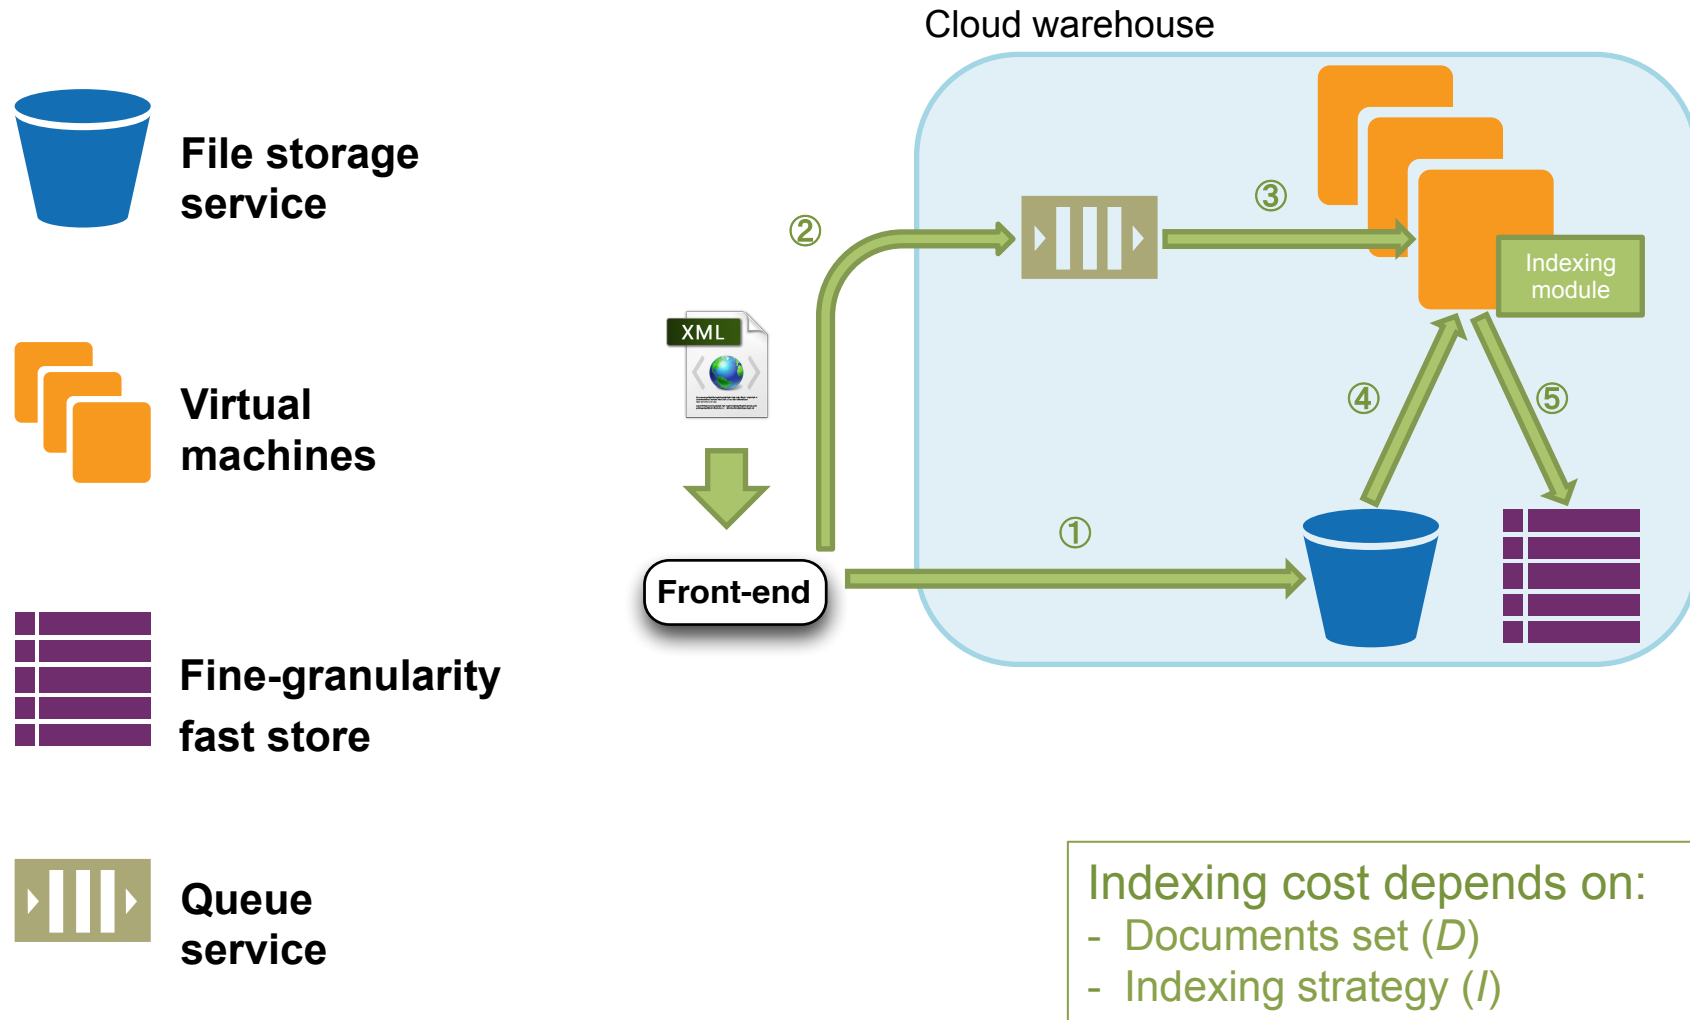 Cloud warehouse
File storage
service
Virtual
machines
Fine-granularity
fast store
Queue
service
XML
Front-end
①
②
③
④
⑤
Indexing
module
Indexing cost depends on:
- Documents set (D)
- Indexing strategy (I)